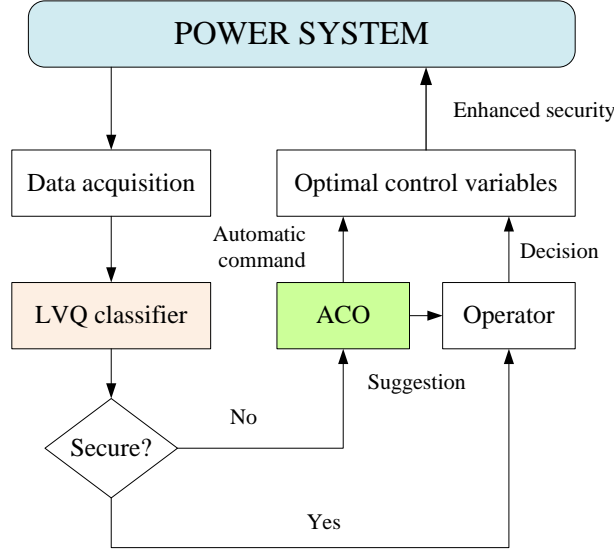 POWER SYSTEM
Enhanced security
Data acquisition
Optimal control variables
Automatic
command
Decision
LVQ classifier
ACO
Operator
Suggestion
No
Secure?
Yes